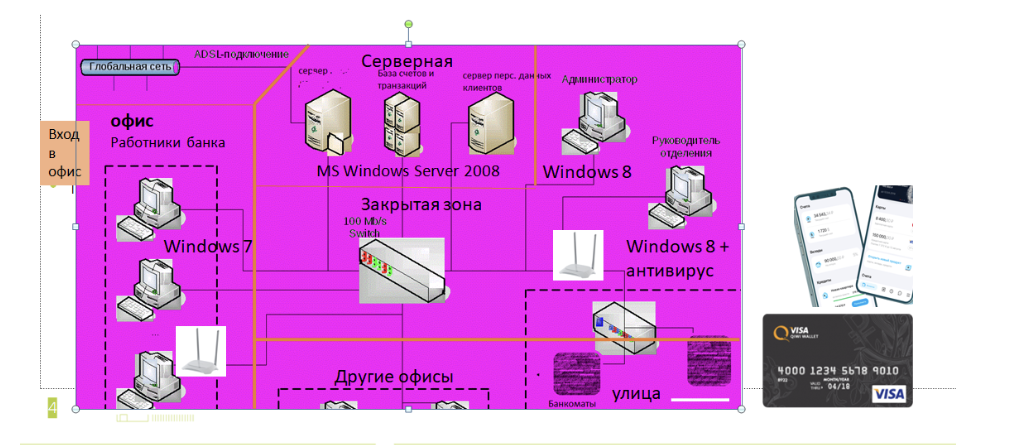 ADSL-подключение
Глобальная сеть
Серверная
сервер
База счетов и
транзакций
сервер перс. данных
клиентов
Администратор
Вход
в
офис
офис
Работники банка
Руководитель
отделения
MS Windows Server 2008
Windows 8
Закрытая зона
100 Mb/s
Switch
Windows 7
Windows 8 +
антивирус
...
Другие офисы
улица
Банкоматы
4
VISA
QIWI WALLET
4000 1234 5678 9010
04/18
VISA